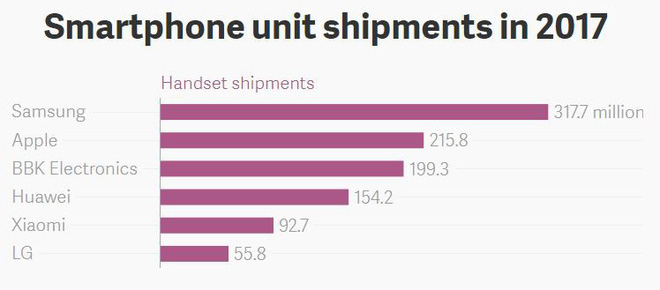 Smartphone unit shipments in 2017
Handset shipments
Samsung 317.7 million
Apple 215.8
BBK Electronics 199.3
Huawei 154.2
Xiaomi 92.7
LG 55.8